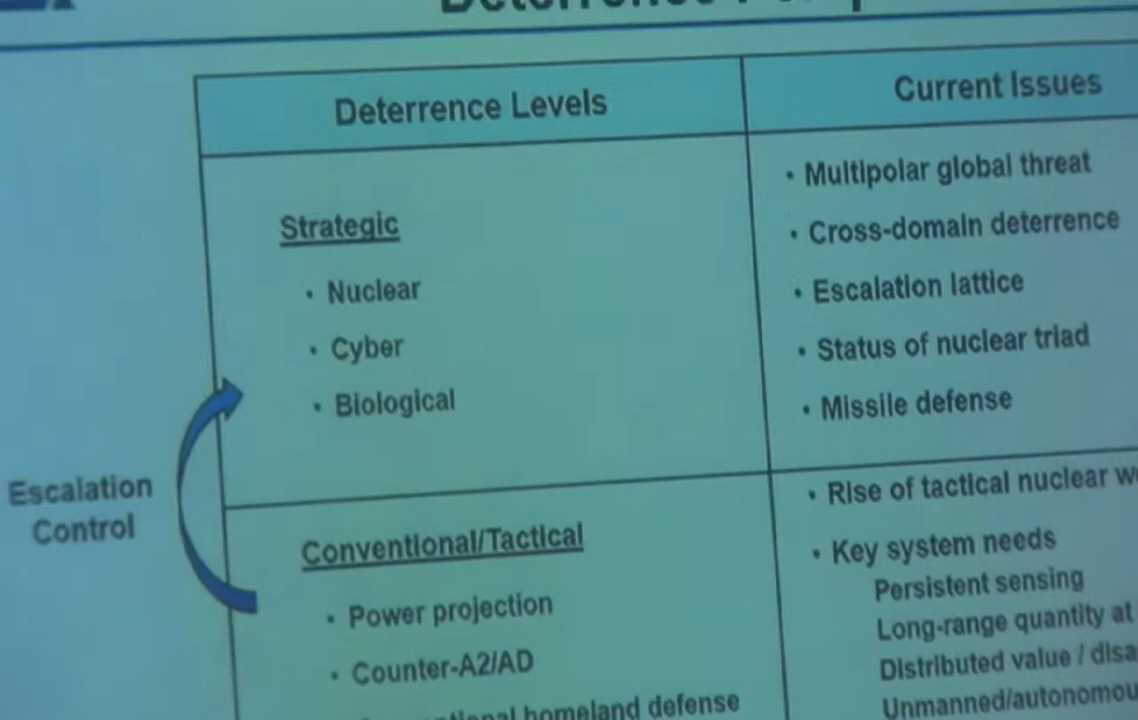 Deterrence Levels
Current Issues
Strategic
• Nuclear
• Cyber
• Biological
• Multipolar global threat
• Cross-domain deterrence
• Escalation lattice
• Status of nuclear triad
• Missile defense
Escalation
Control
Conventional/Tactical
• Power projection
• Counter-A2/AD
homeland defense
• Rise of tactical nuclear
• Key system needs
Persistent sensing
Long-range quantity at
Distributed value /